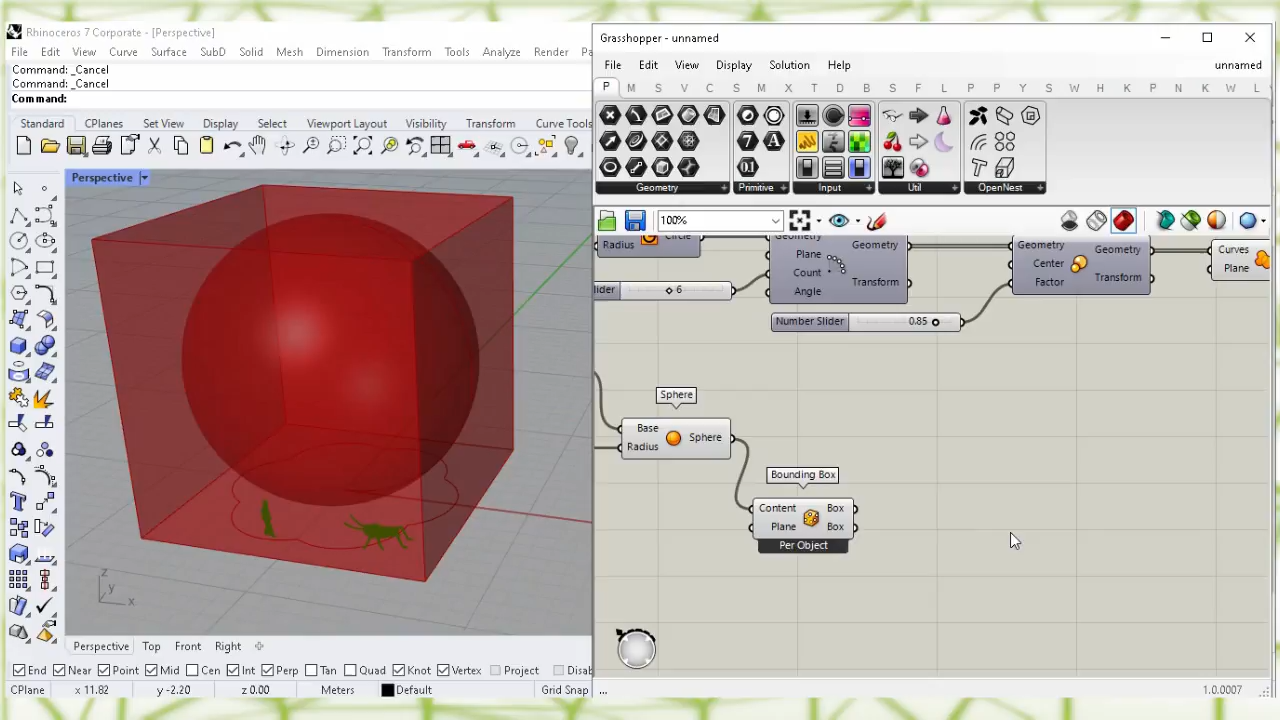 Rhinoceros 7 Corporate - [Perspective]
File Edit View Curve Surface SubD Solid Mesh Dimension Transform Tools Analyze Render Pa
Command: _Cancel
Command: _Cancel
Command:
Standard CPlanes Set View Display Select Viewport Layout Visibility Transform Curve Tools
Perspective
z
y
x
Perspective Top Front Right
End Near Point Mid Cen Int Perp Tan Quad Knot Vertex Project Disab
CPlane x 11.82 y -2.20 z 0.00 Meters Default Grid Snap
Grasshopper - unnamed
File Edit View Display Solution Help unnamed
P M S V C S M X T D B S K F L P P Y S W E H K T P N R K W L
Geometry Primitive Input Util OpenNest
100%
Radius Circle
lider 6
Geometry
Plane
Count
Angle
Geometry
Transform
Number Slider 0.85
Geometry
Center
Factor
Geometry
Transform
Curves
Plane
Sphere
Base
Radius
Sphere
Bounding Box
Content Box
Plane Box
Per Object
... 1.0.0007